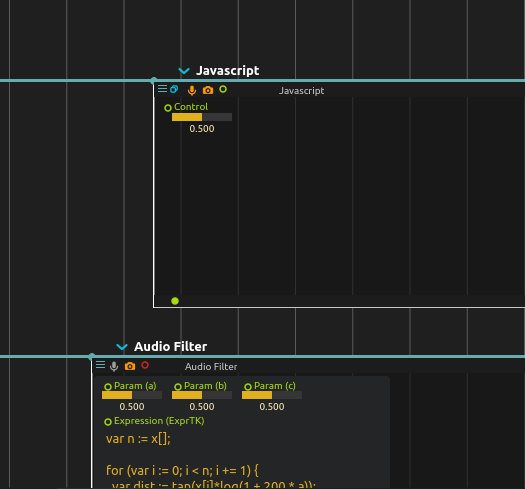 Javascript
Javascript
Control
0.500
Audio Filter
Audio Filter
Param (a) Param (b) Param (c)
0.500 0.500 0.500
Expression (ExprTK)
var n := x[];
for (var i := 0; i < n; i += 1) {
var dist := tan(x[i]*log(1 + 200 * a));